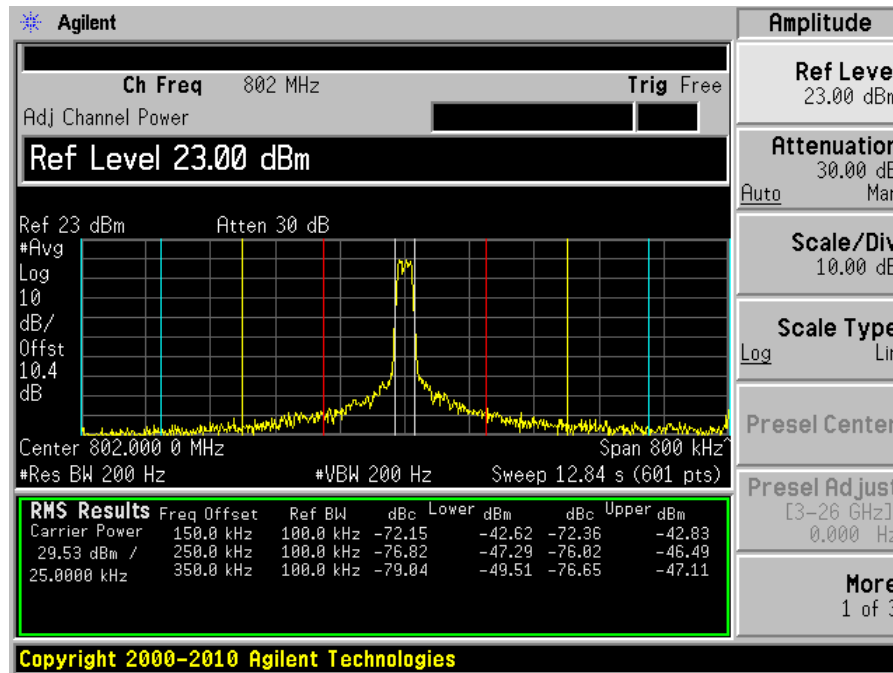 Agilent
Amplitude
Ch Freq 802 MHz Trig Free
Adj Channel Power
Ref Level 23.00 dBm
Ref Leve
23.00 dBm
Attenuation
30.00 dB
Auto Man
Scale/Div
10.00 dB
Scale Type
Log Lin
Presel Center
Presel Adjust
[3-26 GHz]
0.000 Hz
More
1 of 3
Ref 23 dBm Atten 30 dB
#Avg
Log
10
dB/
Offst
10.4
dB
Center 802.000 0 MHz Span 800 kHz^
#Res BW 200 Hz #VBW 200 Hz Sweep 12.84 s (601 pts)
RMS Results Freq Offset Ref BW dBc Lower dBm dBc Upper dBm
Carrier Power 150.0 kHz 100.0 kHz -72.15 -42.62 -72.36 -42.83
29.53 dBm / 250.0 kHz 100.0 kHz -76.82 -47.29 -76.02 -46.49
25.0000 kHz 350.0 kHz 100.0 kHz -79.04 -49.51 -76.65 -47.11
Copyright 2000-2010 Agilent Technologies